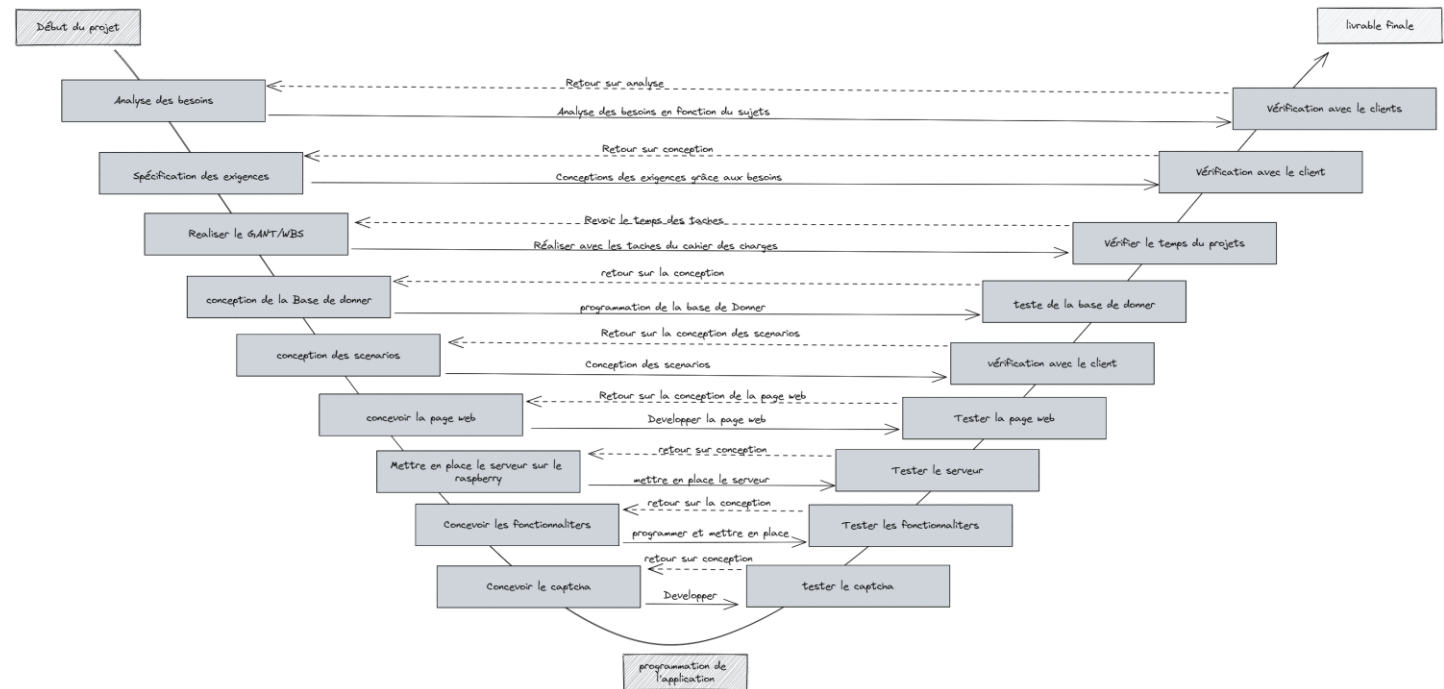 Début du projet
livrable finale
Retour sur analyse
Analyse des besoins
Vérification avec le clients
Analyse des besoins en fonction du sujets
Retour sur conception
Spécification des exigences
Vérification avec le client
Conceptions des exigences grâce aux besoins
Revoir le temps des taches
Realiser le GANT/WBS
Vérifier le temps du projets
Réaliser avec les taches du cahier des charges
retour sur la conception
conception de la Base de donner
teste de la base de donner
programmation de la base de Donner
Retour sur la conception des scenarios
conception des scenarios
vérification avec le client
Conception des scenarios
Retour sur la conception de la page web
concevoir la page web
Tester la page web
Developper la page web
retour sur conception
Mettre en place le serveur sur le
raspberry
Tester le serveur
mettre en place le serveur
retour sur la conception
Concevoir les fonctionnaliters
Tester les fonctionnaliters
programmer et mettre en place
retour sur conception
Concevoir le captcha
tester le captcha
Developper
programmation de
l'application